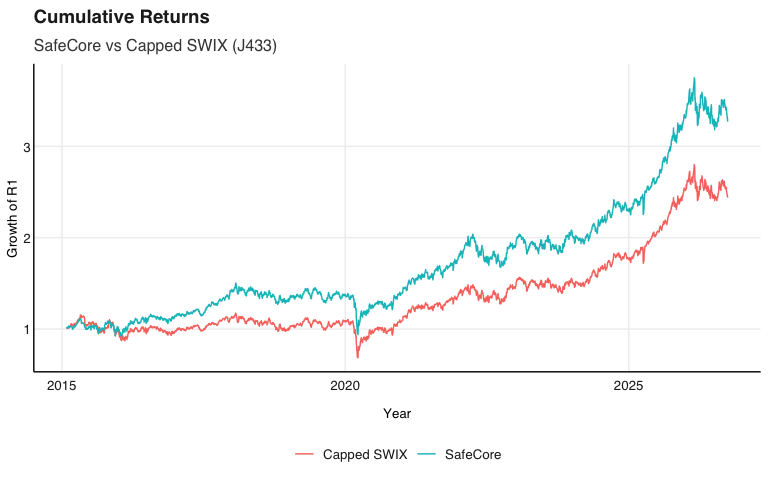 Cumulative Returns
SafeCore vs Capped SWIX (J433)
3
2
1
Growth of R1
2015 2020 2025
Year
Capped SWIX SafeCore